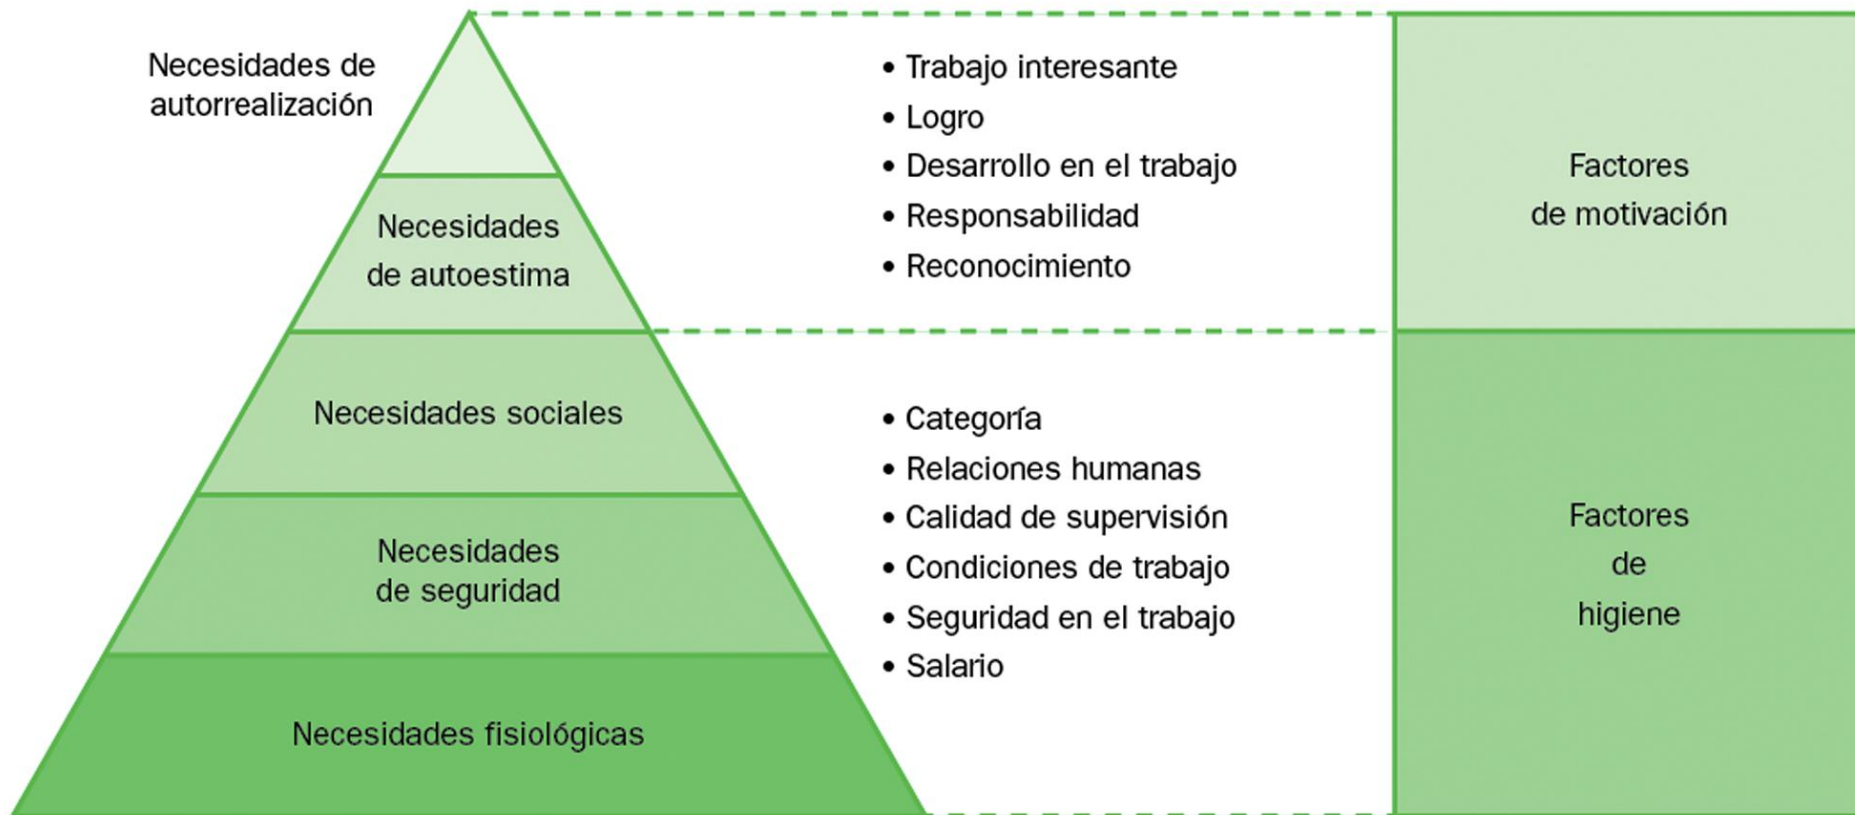 Necesidades de
autorrealización
Necesidades
de autoestima
Necesidades sociales
Necesidades
de seguridad
Necesidades fisiológicas
• Trabajo interesante
• Logro
• Desarrollo en el trabajo
• Responsabilidad
• Reconocimiento
• Categoría
• Relaciones humanas
• Calidad de supervisión
• Condiciones de trabajo
• Seguridad en el trabajo
• Salario
Factores
de motivación
Factores
de
higiene